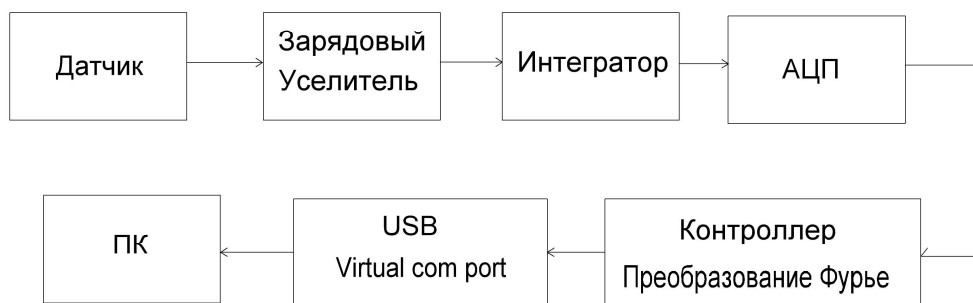 Датчик
Зарядовый
Уселитель
Интегратор
АЦП
ПК
USB
Virtual com port
Контроллер
Преобразование Фурье